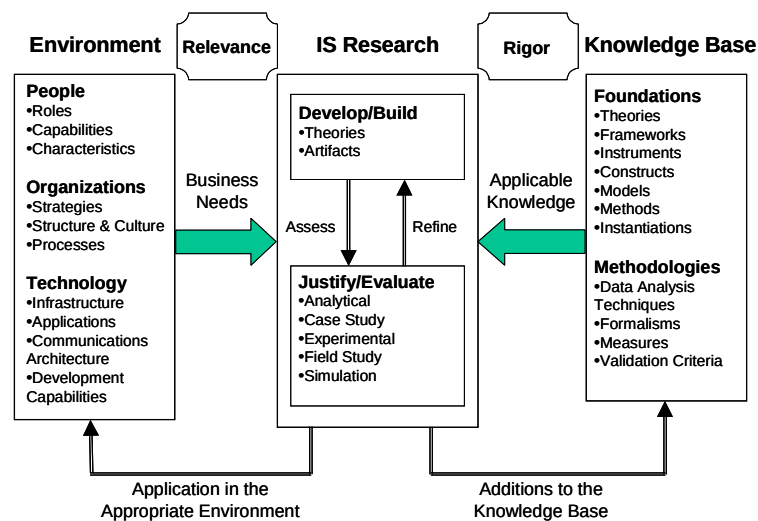 Environment
Relevance
IS Research
Rigor
Knowledge Base
People
•Roles
•Capabilities
•Characteristics
Organizations
•Strategies
•Structure & Culture
•Processes
Technology
•Infrastructure
•Applications
•Communications
Architecture
•Development
Capabilities
Business
Needs
Develop/Build
•Theories
•Artifacts
Assess
Refine
Justify/Evaluate
•Analytical
•Case Study
•Experimental
•Field Study
•Simulation
Applicable
Knowledge
Foundations
•Theories
•Frameworks
•Instruments
•Constructs
•Models
•Methods
•Instantiations
Methodologies
•Data Analysis
Techniques
•Formalisms
•Measures
•Validation Criteria
Application in the
Appropriate Environment
Additions to the
Knowledge Base